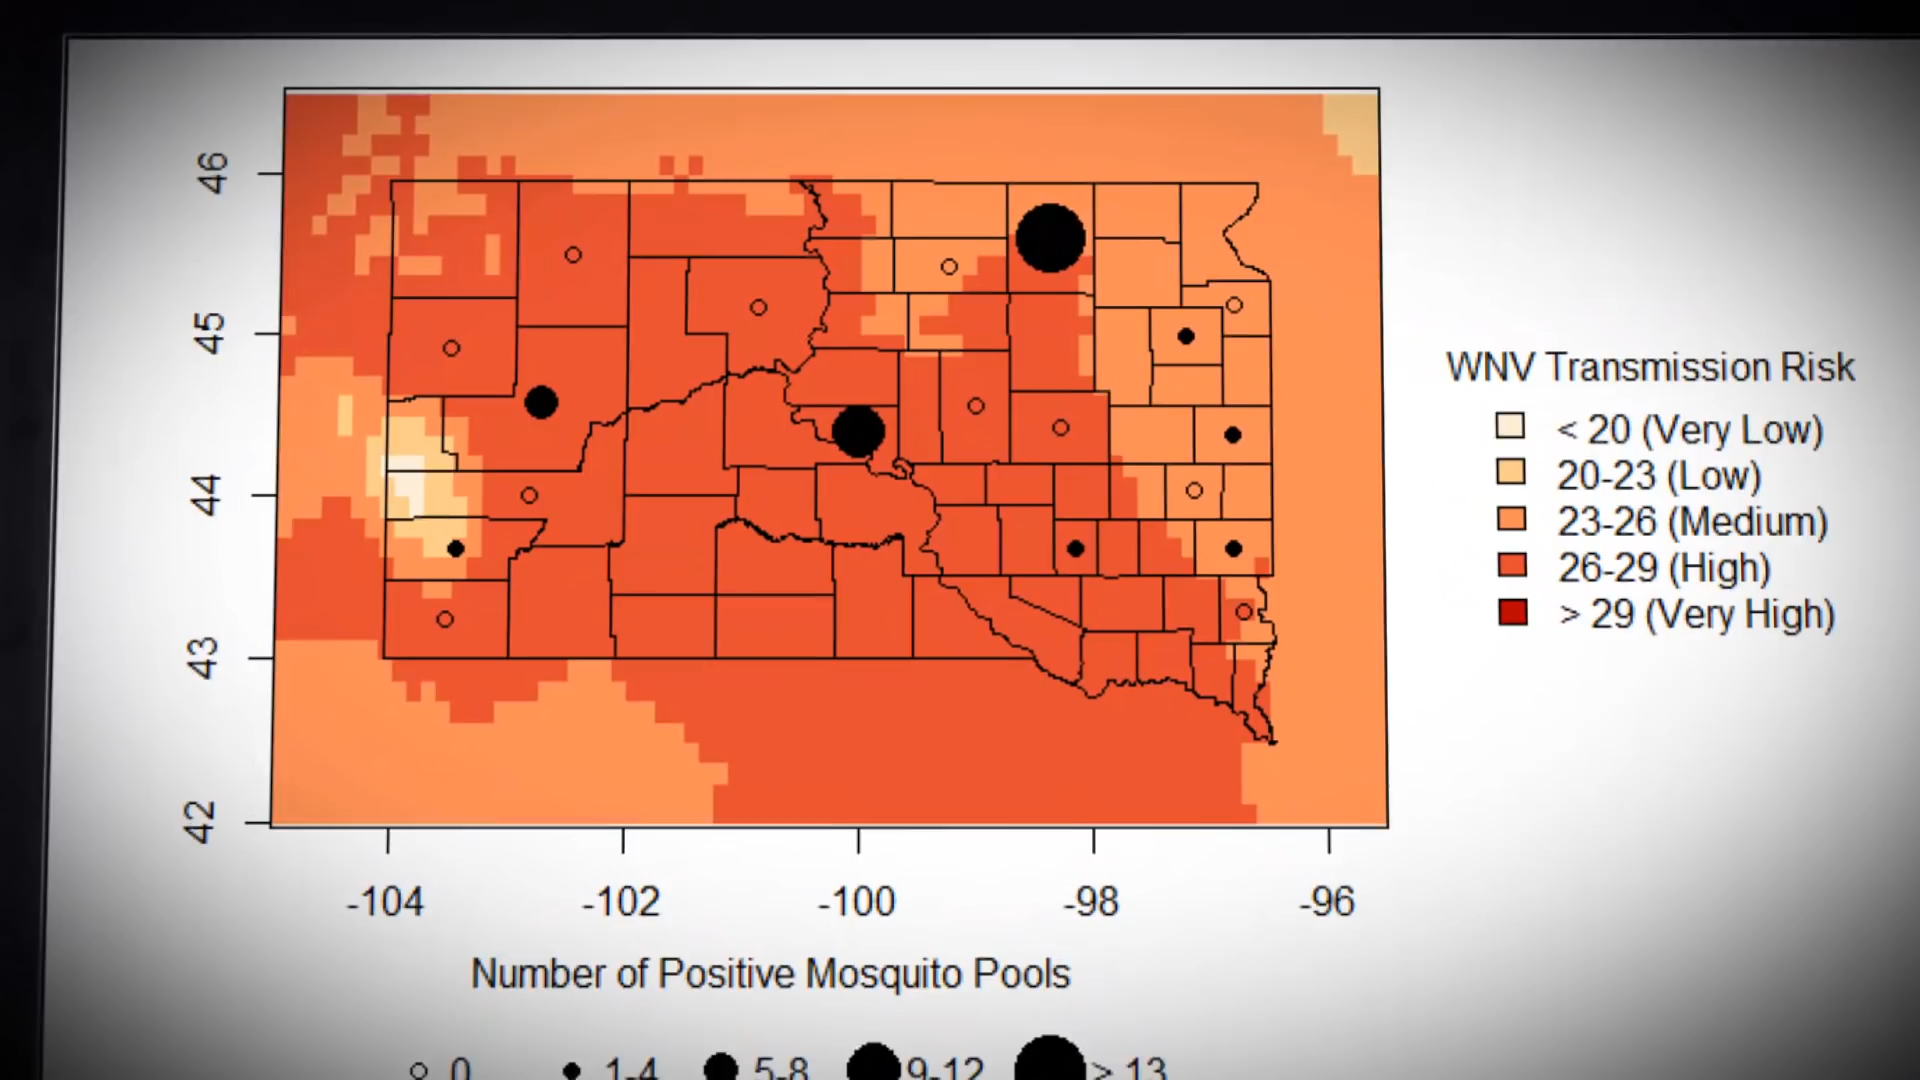 46
45
44
43
42
-104 -102 -100 -98 -96
WNV Transmission Risk
< 20 (Very Low)
20-23 (Low)
23-26 (Medium)
26-29 (High)
> 29 (Very High)
Number of Positive Mosquito Pools
0 1-4 5-8 9-12 > 13